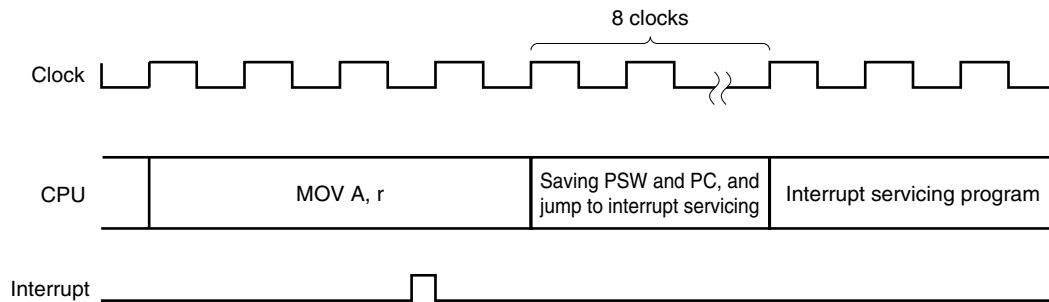 8 clocks
Clock
CPU
MOV A, r
Saving PSW and PC, and
jump to interrupt servicing
Interrupt servicing program
Interrupt